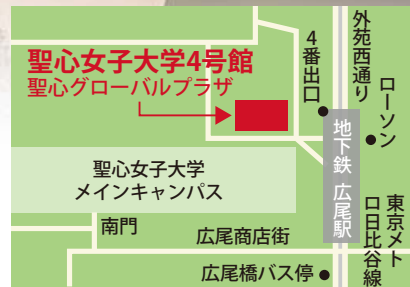 聖心女子大学4号館
聖心グローバルプラザ
4番出口
外苑西通り
ローソン
地下鉄 広尾駅
聖心女子大学
メインキャンパス
南門
広尾商店街
広尾橋バス停
東京メト
口日比谷線